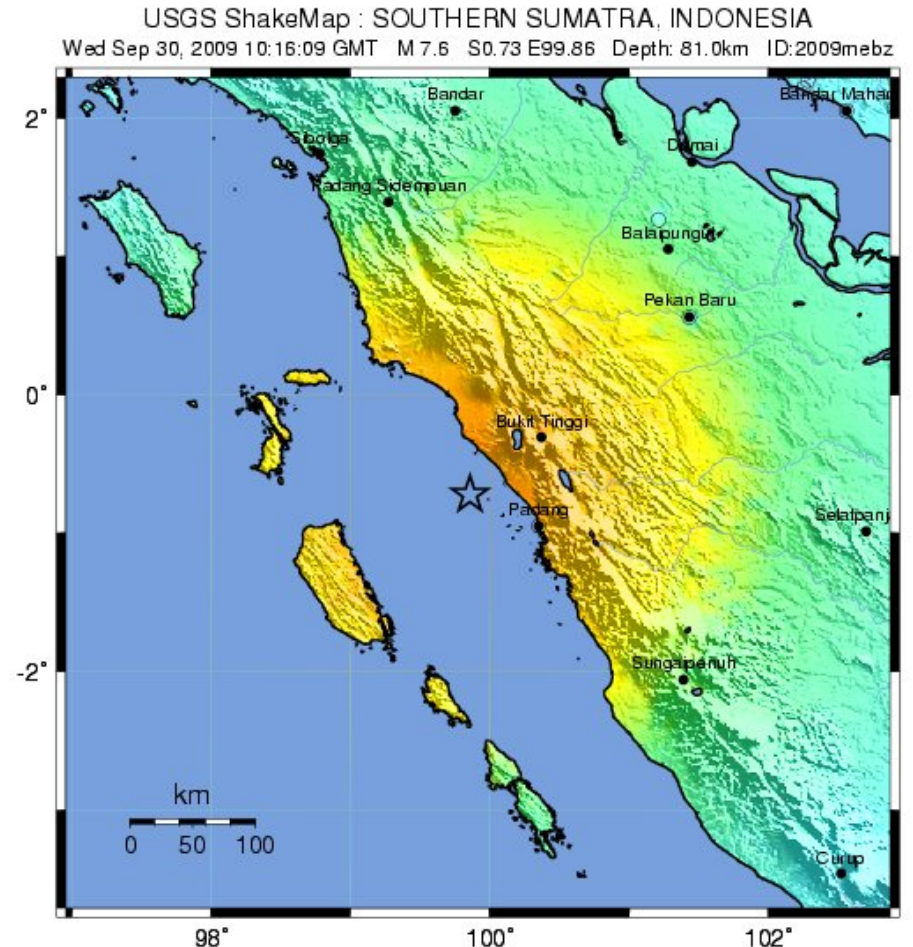 USGS ShakeMap : SOUTHERN SUMATRA, INDONESIA
Wed Sep 30, 2009 10:16:09 GMT M 7.6 S0.73 E99.86 Depth: 81.0km ID:2009mebz
Bandar
Bandar Mahar
2°
Sibolga
Dumai
Padang Sidempuan
Balaipungut
Pekan Baru
0°
Bukit Tinggi
Padang
Selatpanj
-2°
Sungaipenuh
km
0 50 100
Curup
98° 100° 102°